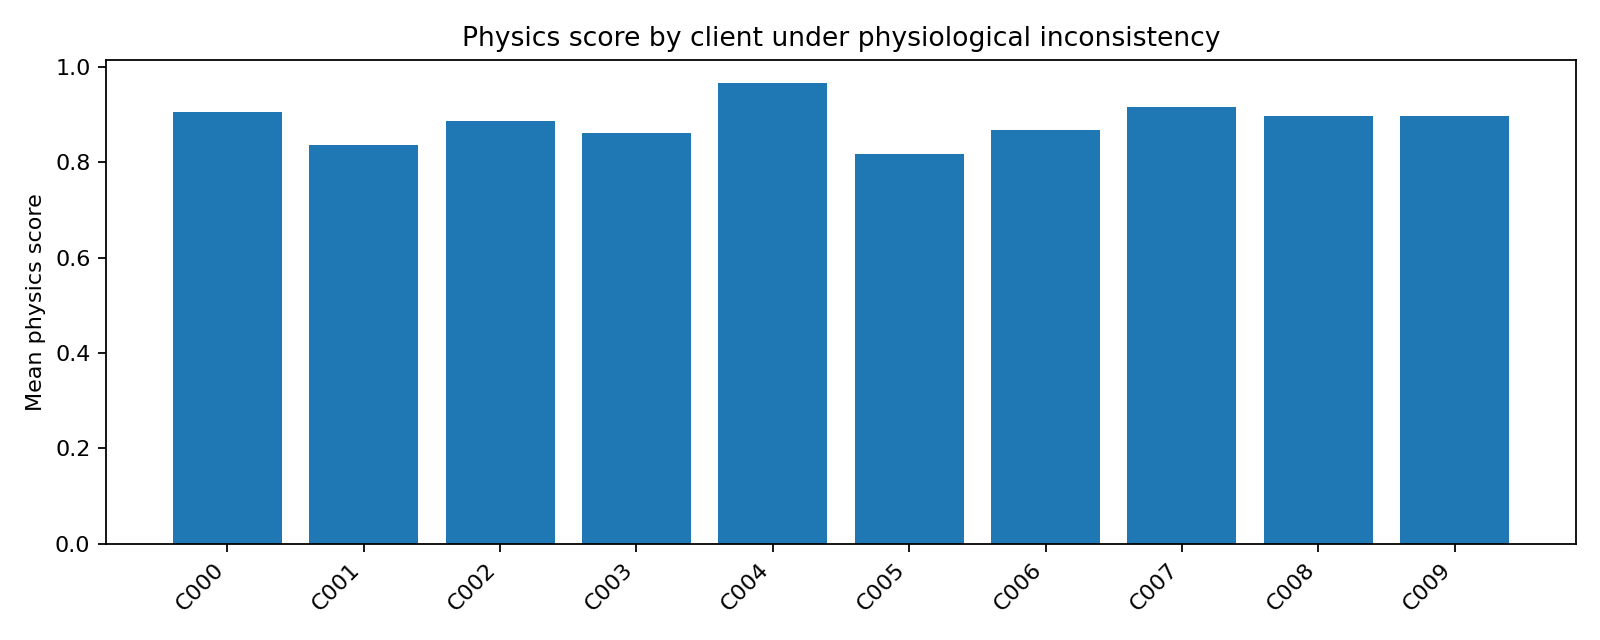 Physics score by client under physiological inconsistency
Mean physics score
1.0
0.8
0.6
0.4
0.2
0.0
C000
C001
C002
C003
C004
C005
C006
C007
C008
C009